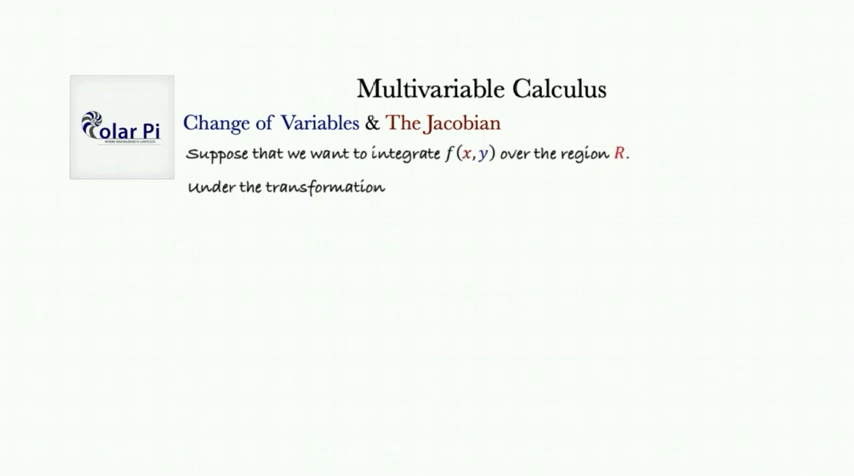 Multivariable Calculus
olar Pi
Change of Variables & The Jacobian
Suppose that we want to integrate f(x,y) over the region R.
Under the transformation